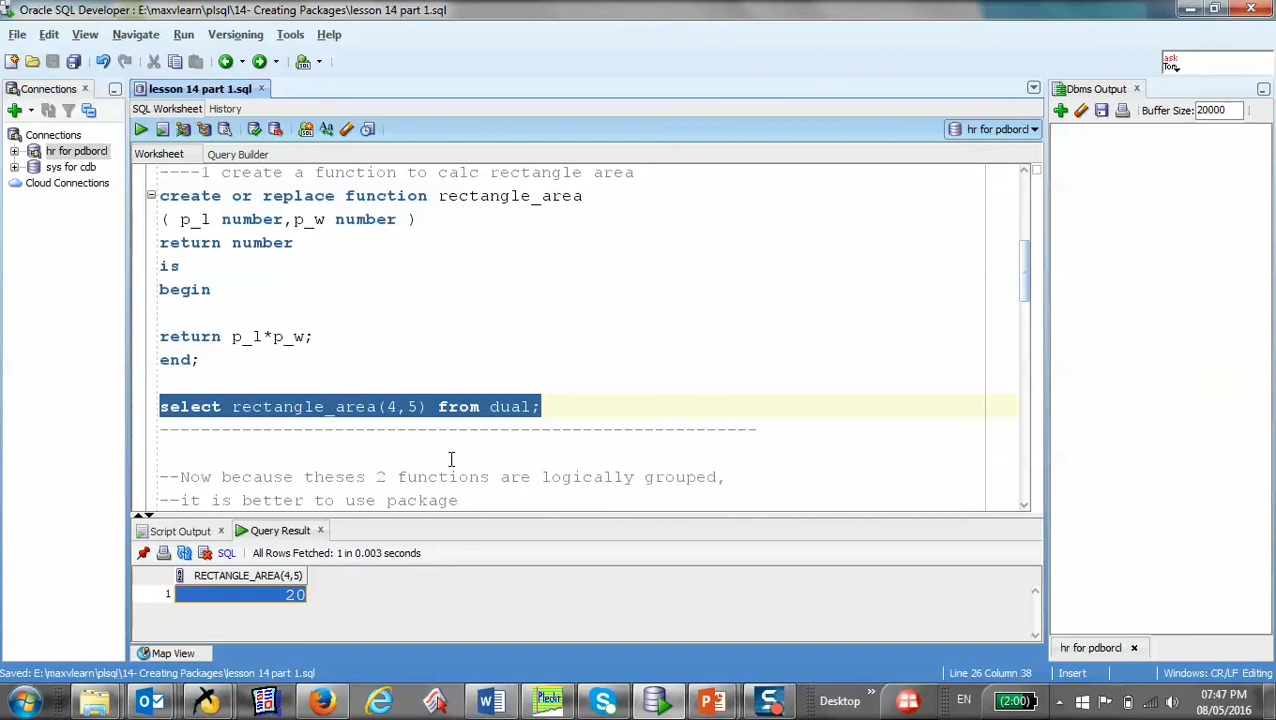 Oracle SQL Developer : E:\maxvlearn\plsql\14- Creating Packages\lesson 14 part 1.sql
File Edit View Navigate Run Versioning Tools Help
ask
Tom
Connections
lesson 14 part 1.sql
Dbms Output
SQL Worksheet History
Buffer Size: 20000
hr for pdborcl
Worksheet Query Builder
Connections
hr for pdborcl
sys for cdb
Cloud Connections
----1 create a function to calc rectangle area
create or replace function rectangle_area
( p_l number,p_w number )
return number
is
begin
return p_l*p_w;
end;
select rectangle_area(4,5) from dual;
----------------------------------------------------------
--Now because theses 2 functions are logically grouped,
--it is better to use package
Script Output Query Result
SQL All Rows Fetched: 1 in 0.003 seconds
RECTANGLE_AREA(4,5)
1 20
Map View
hr for pdborcl
Saved: E:\maxvlearn\plsql\14- Creating Packages\lesson 14 part 1.sql
Line 26 Column 38 Insert Windows: CR/LF Editing
Desktop EN (2:00) 07:47 PM
08/05/2016